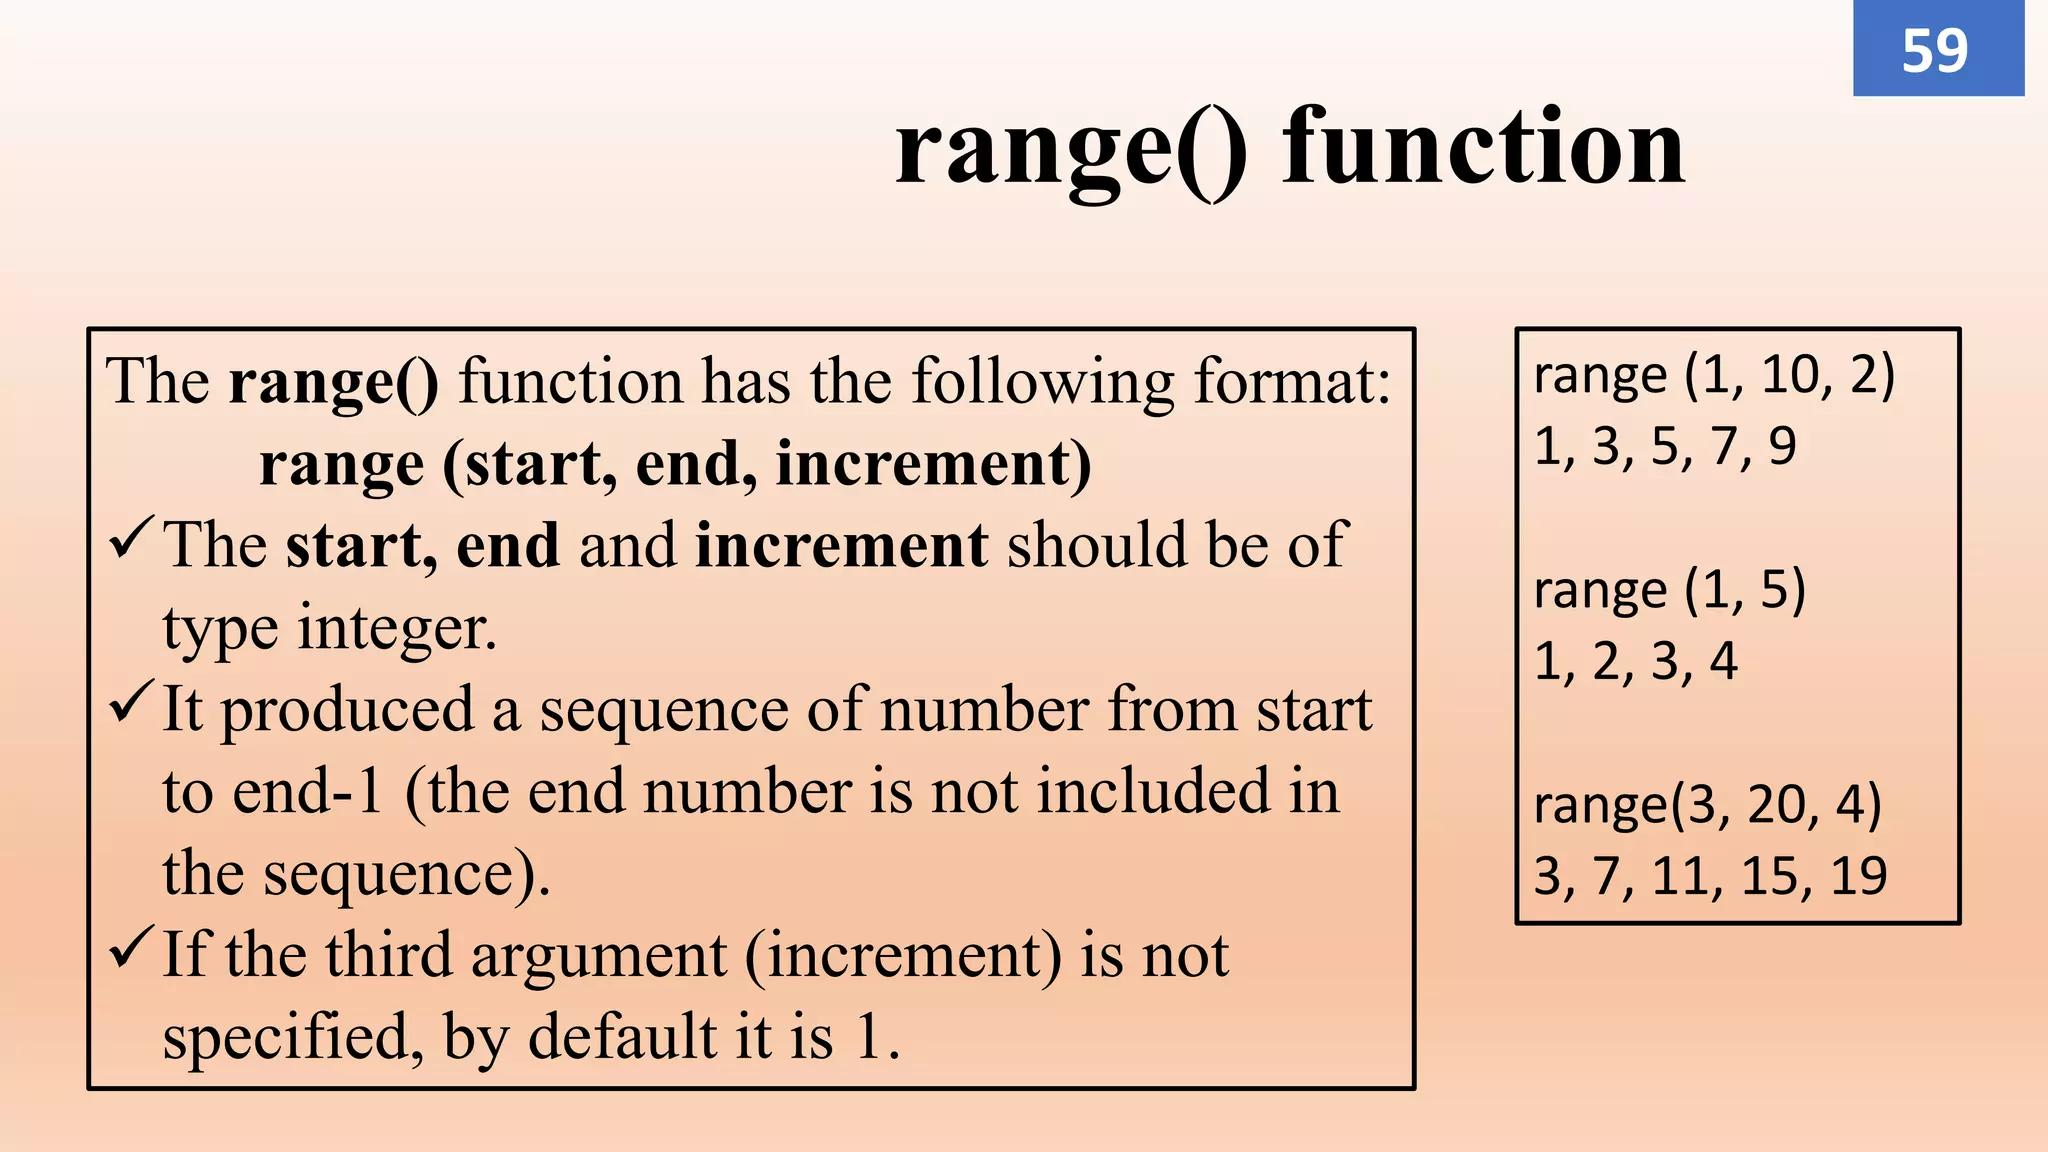 59
range() function
The range() function has the following format:
range (start, end, increment)
✓The start, end and increment should be of
type integer.
✓It produced a sequence of number from start
to end-1 (the end number is not included in
the sequence).
✓If the third argument (increment) is not
specified, by default it is 1.
range (1, 10, 2)
1, 3, 5, 7, 9
range (1, 5)
1, 2, 3, 4
range(3, 20, 4)
3, 7, 11, 15, 19